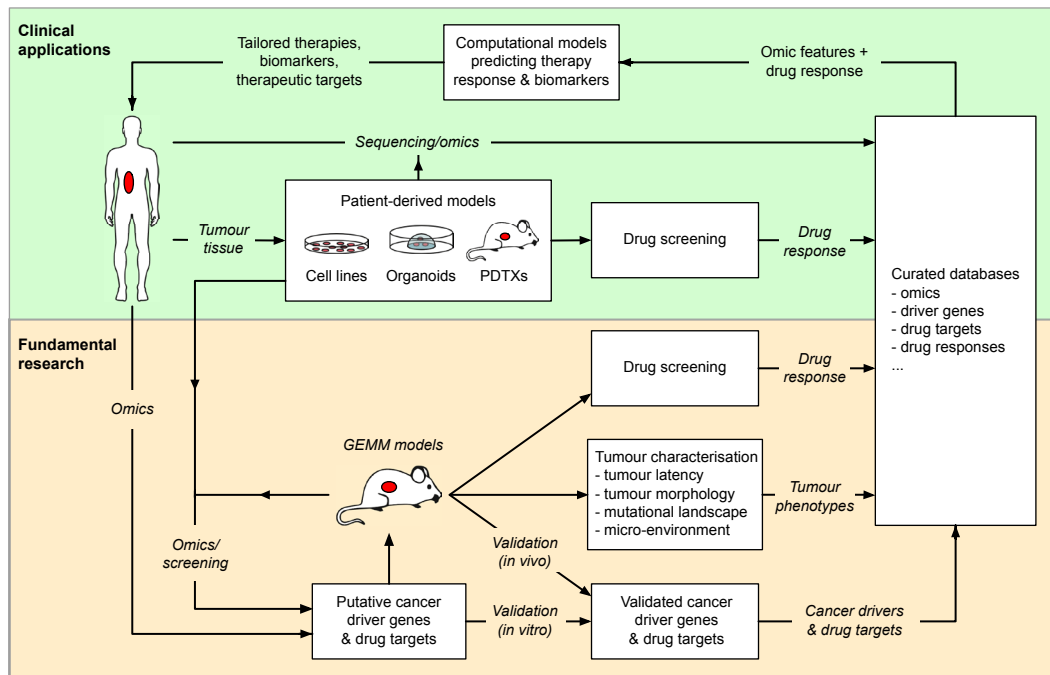 Clinical
applications
Tailored therapies,
biomarkers,
therapeutic targets
Computational models
predicting therapy
response & biomarkers
Omic features +
drug response
Sequencing/omics
Patient-derived models
Cell lines
Organoids
PDTXs
Tumour
tissue
Drug screening
Drug
response
Curated databases
- omics
- driver genes
- drug targets
- drug responses
...
Fundamental
research
Omics
Drug screening
Drug
response
GEMM models
Tumour characterisation
- tumour latency
- tumour morphology
- mutational landscape
- micro-environment
Tumour
phenotypes
Omics/
screening
Validation
(in vivo)
Putative cancer
driver genes
& drug targets
Validation
(in vitro)
Validated cancer
driver genes
& drug targets
Cancer drivers
& drug targets